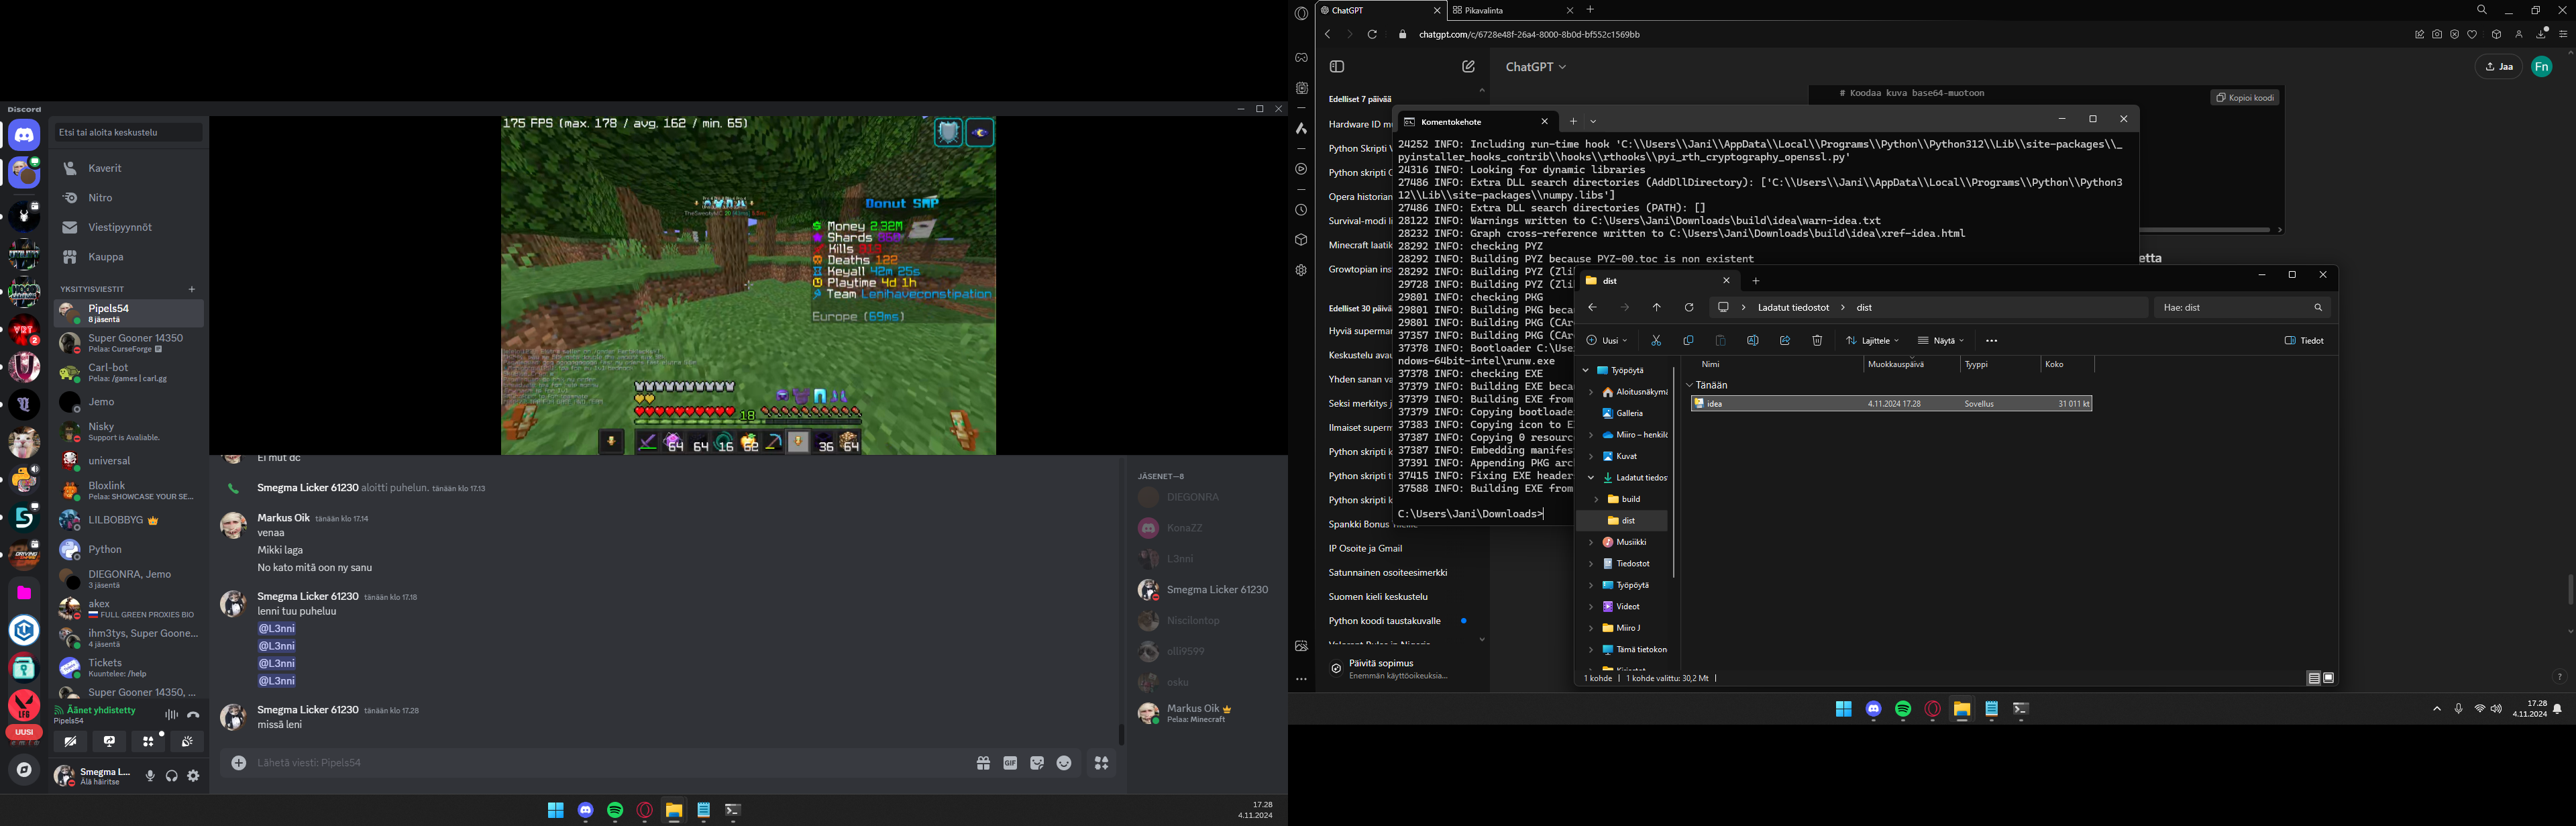 Discord
Etsi tai aloita keskustelu
Kaverit
Nitro
Viestipyynnöt
Kauppa
YKSITYISVIESTIT
Pipels54
8 jäsentä
Super Gooner 14350
Pelaa: CurseForge
Carl-bot
Pelaa: /games | carl.gg
Jemo
Nisky
Support is Avaliable.
universal
Bloxlink
Pelaa: SHOWCASE YOUR SE...
LILBOBBYG
Python
DIEGONRA, Jemo
3 jäsentä
akex
FULL GREEN PROXIES BIO
ihm3tys, Super Goone...
4 jäsentä
Tickets
Kuuntelee: /help
Super Gooner 14350, ...
Äänet yhdistetty
Pipels54
UUSI
Smegma L...
Älä häiritse
175 FPS (max. 178 / avg. 162 / min. 65)
Donut SMP
Money 2.32M
Shards
Kills
Deaths 122
Keyall 42m 25s
Playtime 4d 1h
Team Lenihaveconstipation
Europe (69ms)
18
64 64 16 62 36 64
Ei mut dc
Smegma Licker 61230 aloitti puhelun. tänään klo 17.13
Markus Oik tänään klo 17.14
venaa
Mikki laga
No kato mitä oon ny sanu
Smegma Licker 61230 tänään klo 17.18
lenni tuu puheluu
@L3nni
@L3nni
@L3nni
@L3nni
Smegma Licker 61230 tänään klo 17.28
missä leni
Lähetä viesti: Pipels54
GIF
JÄSENET—8
DIEGONRA
KonaZZ
L3nni
Smegma Licker 61230
Niscilontop
olli9599
osku
Markus Oik
Pelaa: Minecraft
17.28
4.11.2024
ChatGPT
Pikavalinta
chatgpt.com/c/6728e48f-26a4-8000-8b0d-bf552c1569bb
ChatGPT
Jaa
Fn
Edelliset 7 päivää
Hardware ID m
Python Skripti V
Python skripti C
Opera historian
Survival-modi li
Minecraft laatik
Growtopian ins
Edelliset 30 päivä
Hyviä superma
Keskustelu avau
Yhden sanan va
Seksi merkitys j
Ilmaiset superm
Python skripti k
Python skripti t
Python skripti k
Spankki Bonus
IP Osoite ja Gmail
Satunnainen osoiteesimerkki
Suomen kieli keskustelu
Python koodi taustakuvalle
Päivitä sopimus
Enemmän käyttöoikeuksia...
# Koodaa kuva base64-muotoon
Kopioi koodi
etta
?
Komentokehote
24252 INFO: Including run-time hook 'C:\\Users\\Jani\\AppData\\Local\\Programs\\Python\\Python312\\Lib\\site-packages\\_
pyinstaller_hooks_contrib\\hooks\\rthooks\\pyi_rth_cryptography_openssl.py'
24316 INFO: Looking for dynamic libraries
27486 INFO: Extra DLL search directories (AddDllDirectory): ['C:\\Users\\Jani\\AppData\\Local\\Programs\\Python\\Python3
12\\Lib\\site-packages\\numpy.libs']
27486 INFO: Extra DLL search directories (PATH): []
28122 INFO: Warnings written to C:\Users\Jani\Downloads\build\idea\warn-idea.txt
28232 INFO: Graph cross-reference written to C:\Users\Jani\Downloads\build\idea\xref-idea.html
28292 INFO: checking PYZ
28292 INFO: Building PYZ because PYZ-00.toc is non existent
28292 INFO: Building PYZ (Zli
29728 INFO: Building PYZ (Zli
29801 INFO: checking PKG
29801 INFO: Building PKG beca
29801 INFO: Building PKG (CAr
37357 INFO: Building PKG (CAr
37378 INFO: Bootloader C:\Use
ndows-64bit-intel\runw.exe
37378 INFO: checking EXE
37379 INFO: Building EXE beca
37379 INFO: Building EXE from
37379 INFO: Copying bootloade
37383 INFO: Copying icon to E
37387 INFO: Copying 0 resourc
37387 INFO: Embedding manifes
37391 INFO: Appending PKG arc
37415 INFO: Fixing EXE header
37588 INFO: Building EXE from
C:\Users\Jani\Downloads>
dist
Ladatut tiedostot
dist
Hae: dist
Uusi
Lajittele
Näytä
Tiedot
Työpöytä
Aloitusnäkymä
Galleria
Miiro – henkilö
Kuvat
Ladatut tiedos
build
dist
Musiikki
Tiedostot
Työpöytä
Videot
Miiro J
Tämä tietokon
Nimi
Muokkauspäivä
Tyyppi
Koko
Tänään
idea
4.11.2024 17.28
Sovellus
31 011 kt
1 kohde
1 kohde valittu: 30,2 Mt
17.28
4.11.2024